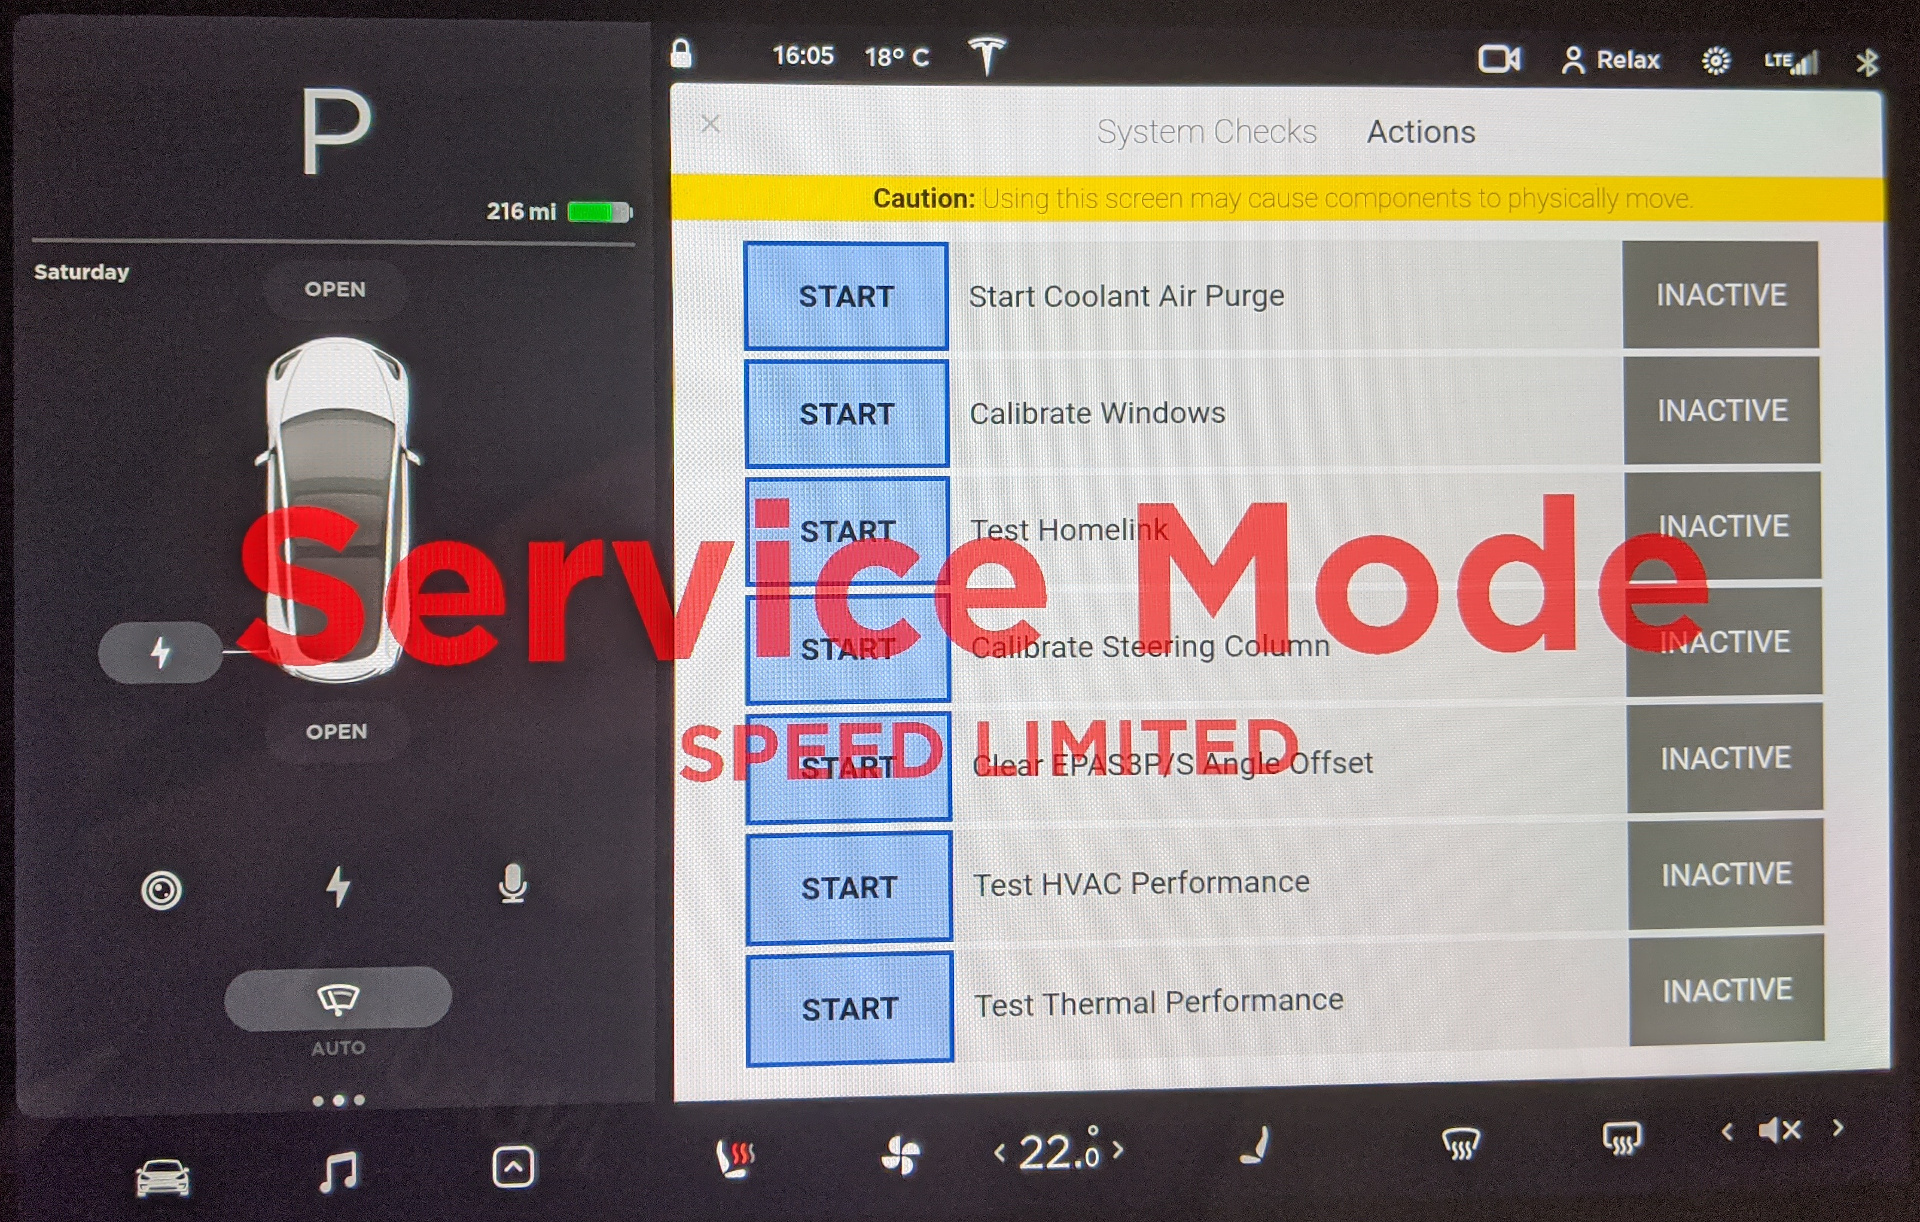 P
216 mi
Saturday
OPEN
OPEN
AUTO
16:05 18° C
Relax
LTE
System Checks Actions
Caution: Using this screen may cause components to physically move.
START Start Coolant Air Purge INACTIVE
START Calibrate Windows INACTIVE
START Test Homelink INACTIVE
Service Mode
START Calibrate Steering Column INACTIVE
SPEED LIMITED
START Clear EPAS3P/S Angle Offset INACTIVE
START Test HVAC Performance INACTIVE
START Test Thermal Performance INACTIVE
< 22.0° >